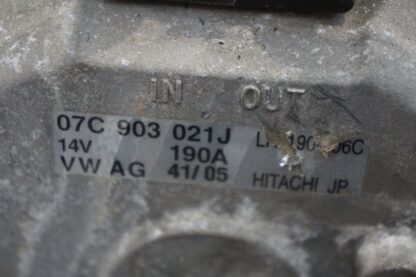 IN OUT
07C 903 021J
14V 190A
VW AG 41/05 HITACHI JP